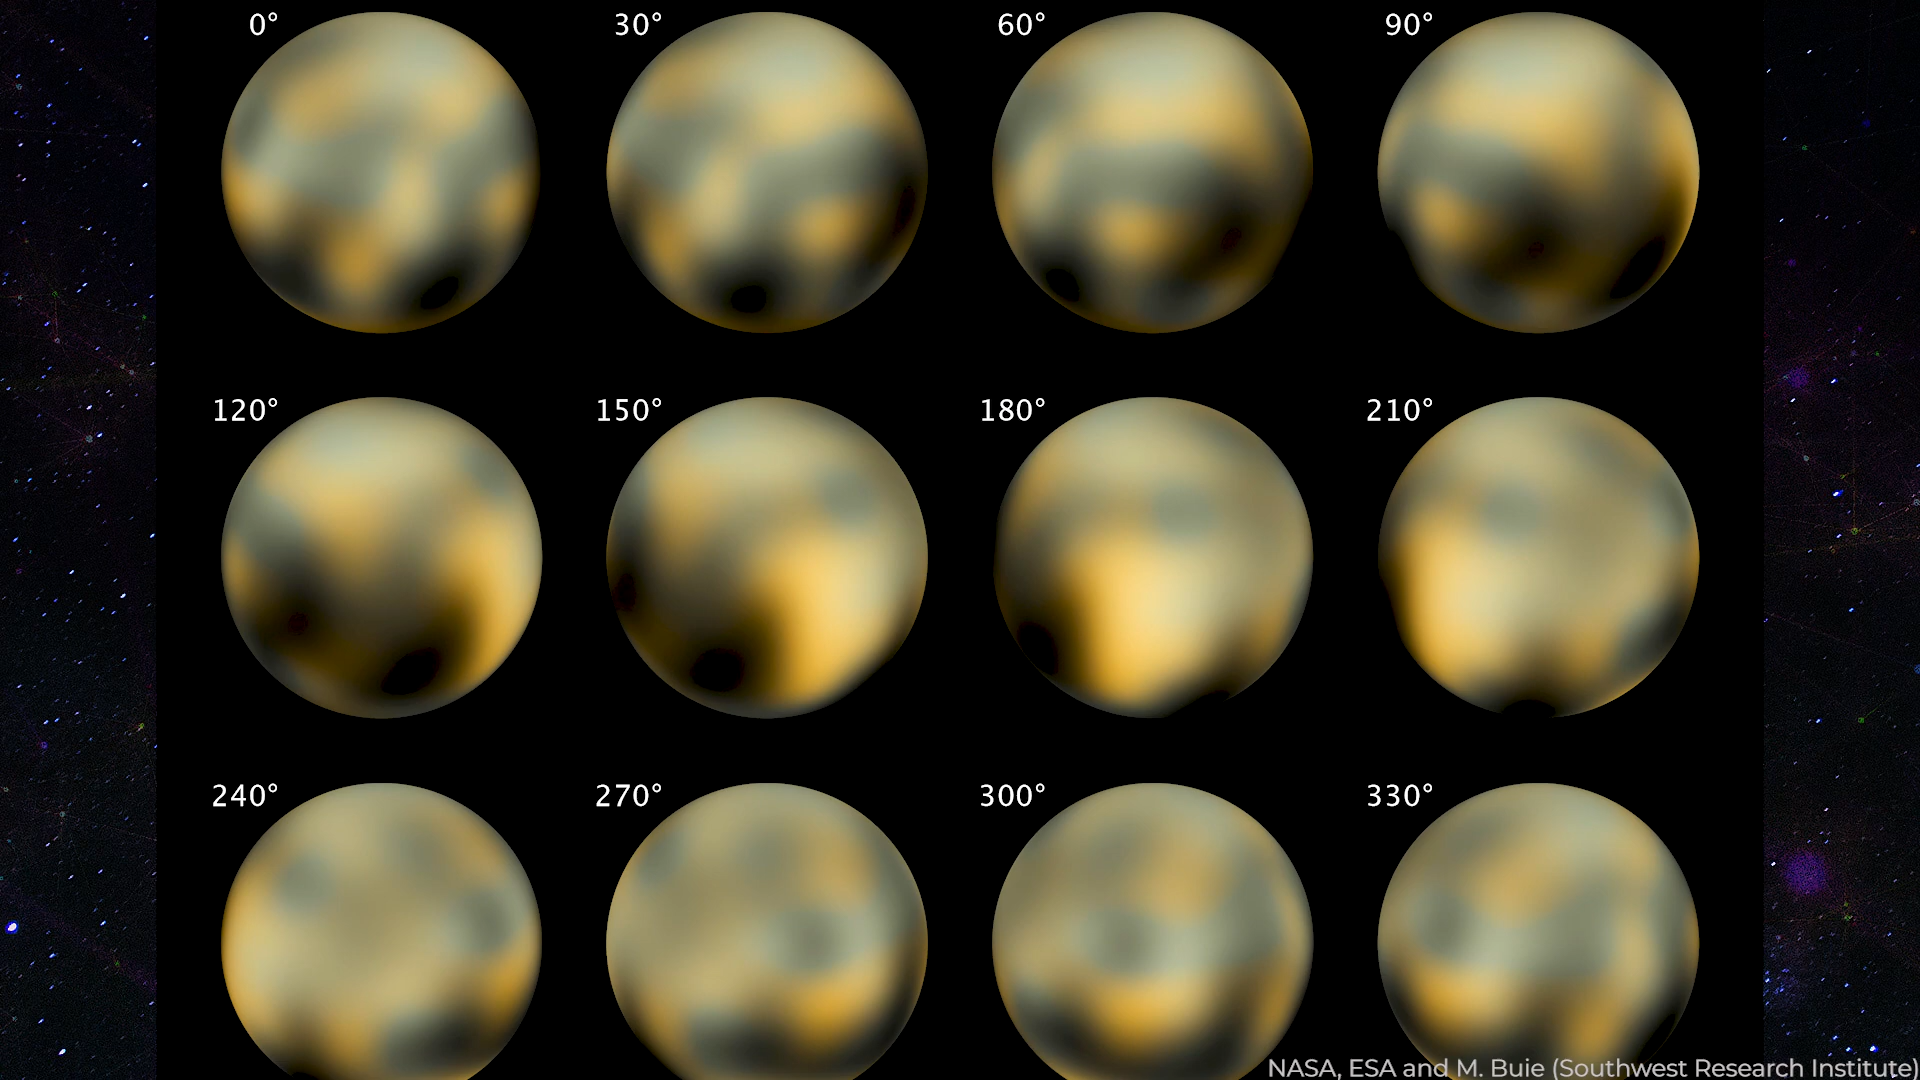 0° 30° 60° 90°
120° 150° 180° 210°
240° 270° 300° 330°
NASA, ESA and M. Buie (Southwest Research Institute)